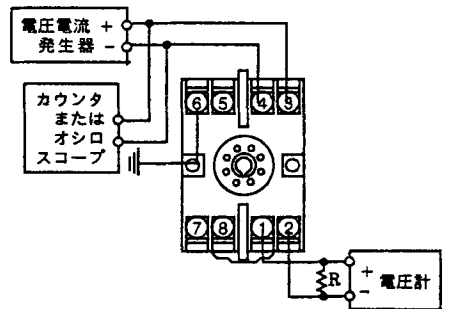 電圧電流 +
発生器 -
カウンタ
または
オシロ
スコープ
6 5 4 3
7 8 1 2
R
+
-
電圧計